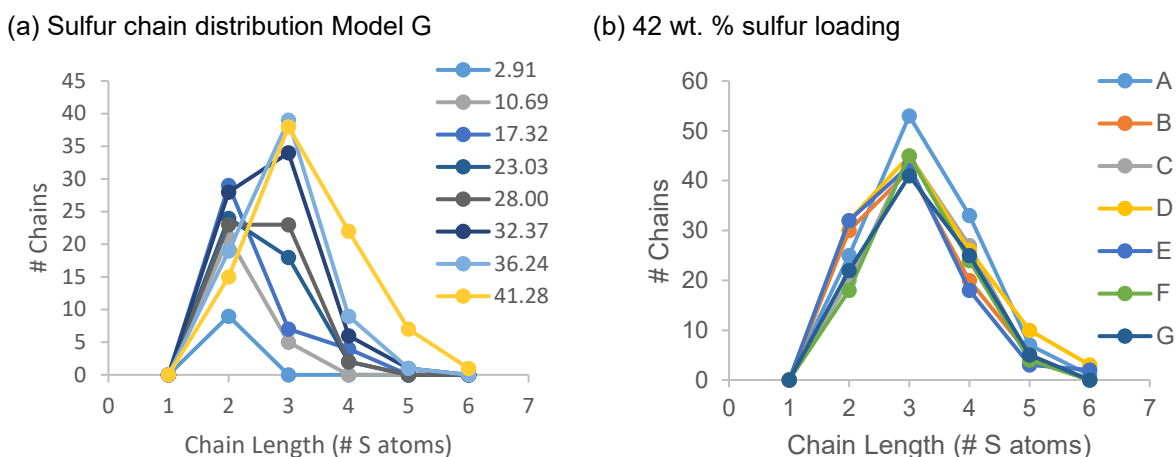 (a) Sulfur chain distribution Model G
45
40
35
30
25
20
15
10
5
0
# Chains
0 1 2 3 4 5 6 7
Chain Length (# S atoms)
2.91
10.69
17.32
23.03
28.00
32.37
36.24
41.28
(b) 42 wt. % sulfur loading
60
50
40
30
20
10
0
# Chains
0 1 2 3 4 5 6 7
Chain Length (# S atoms)
A
B
C
D
E
F
G